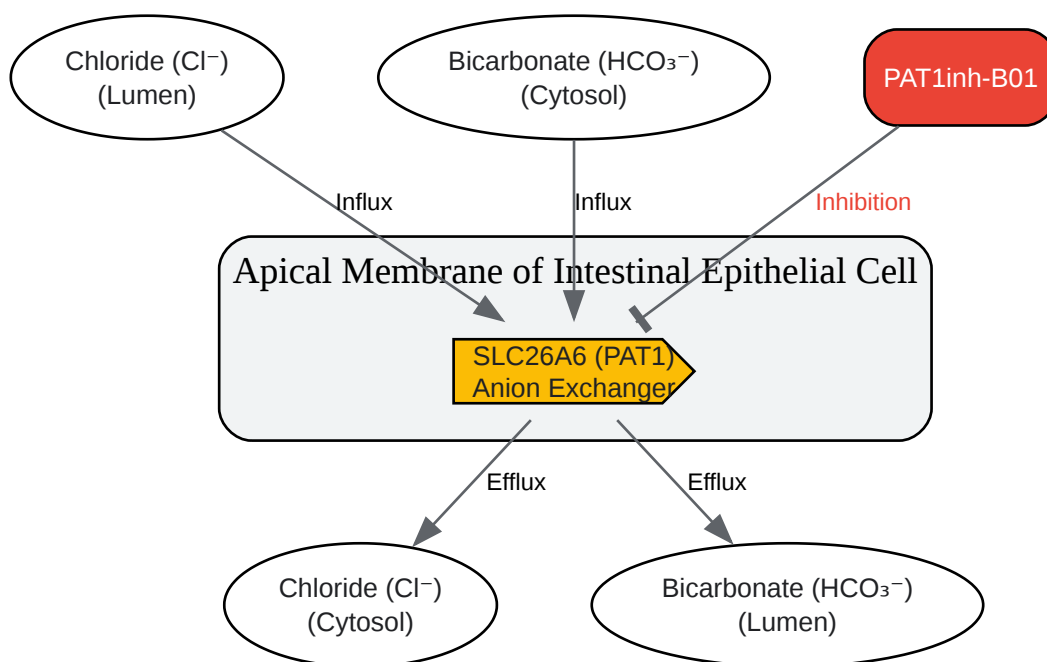 Chloride (Cl⁻)
(Lumen)
Bicarbonate (HCO₃⁻)
(Cytosol)
PAT1inh-B01
Influx
Influx
Inhibition
Apical Membrane of Intestinal Epithelial Cell
SLC26A6 (PAT1)
Anion Exchanger
Efflux
Efflux
Chloride (Cl⁻)
(Cytosol)
Bicarbonate (HCO₃⁻)
(Lumen)